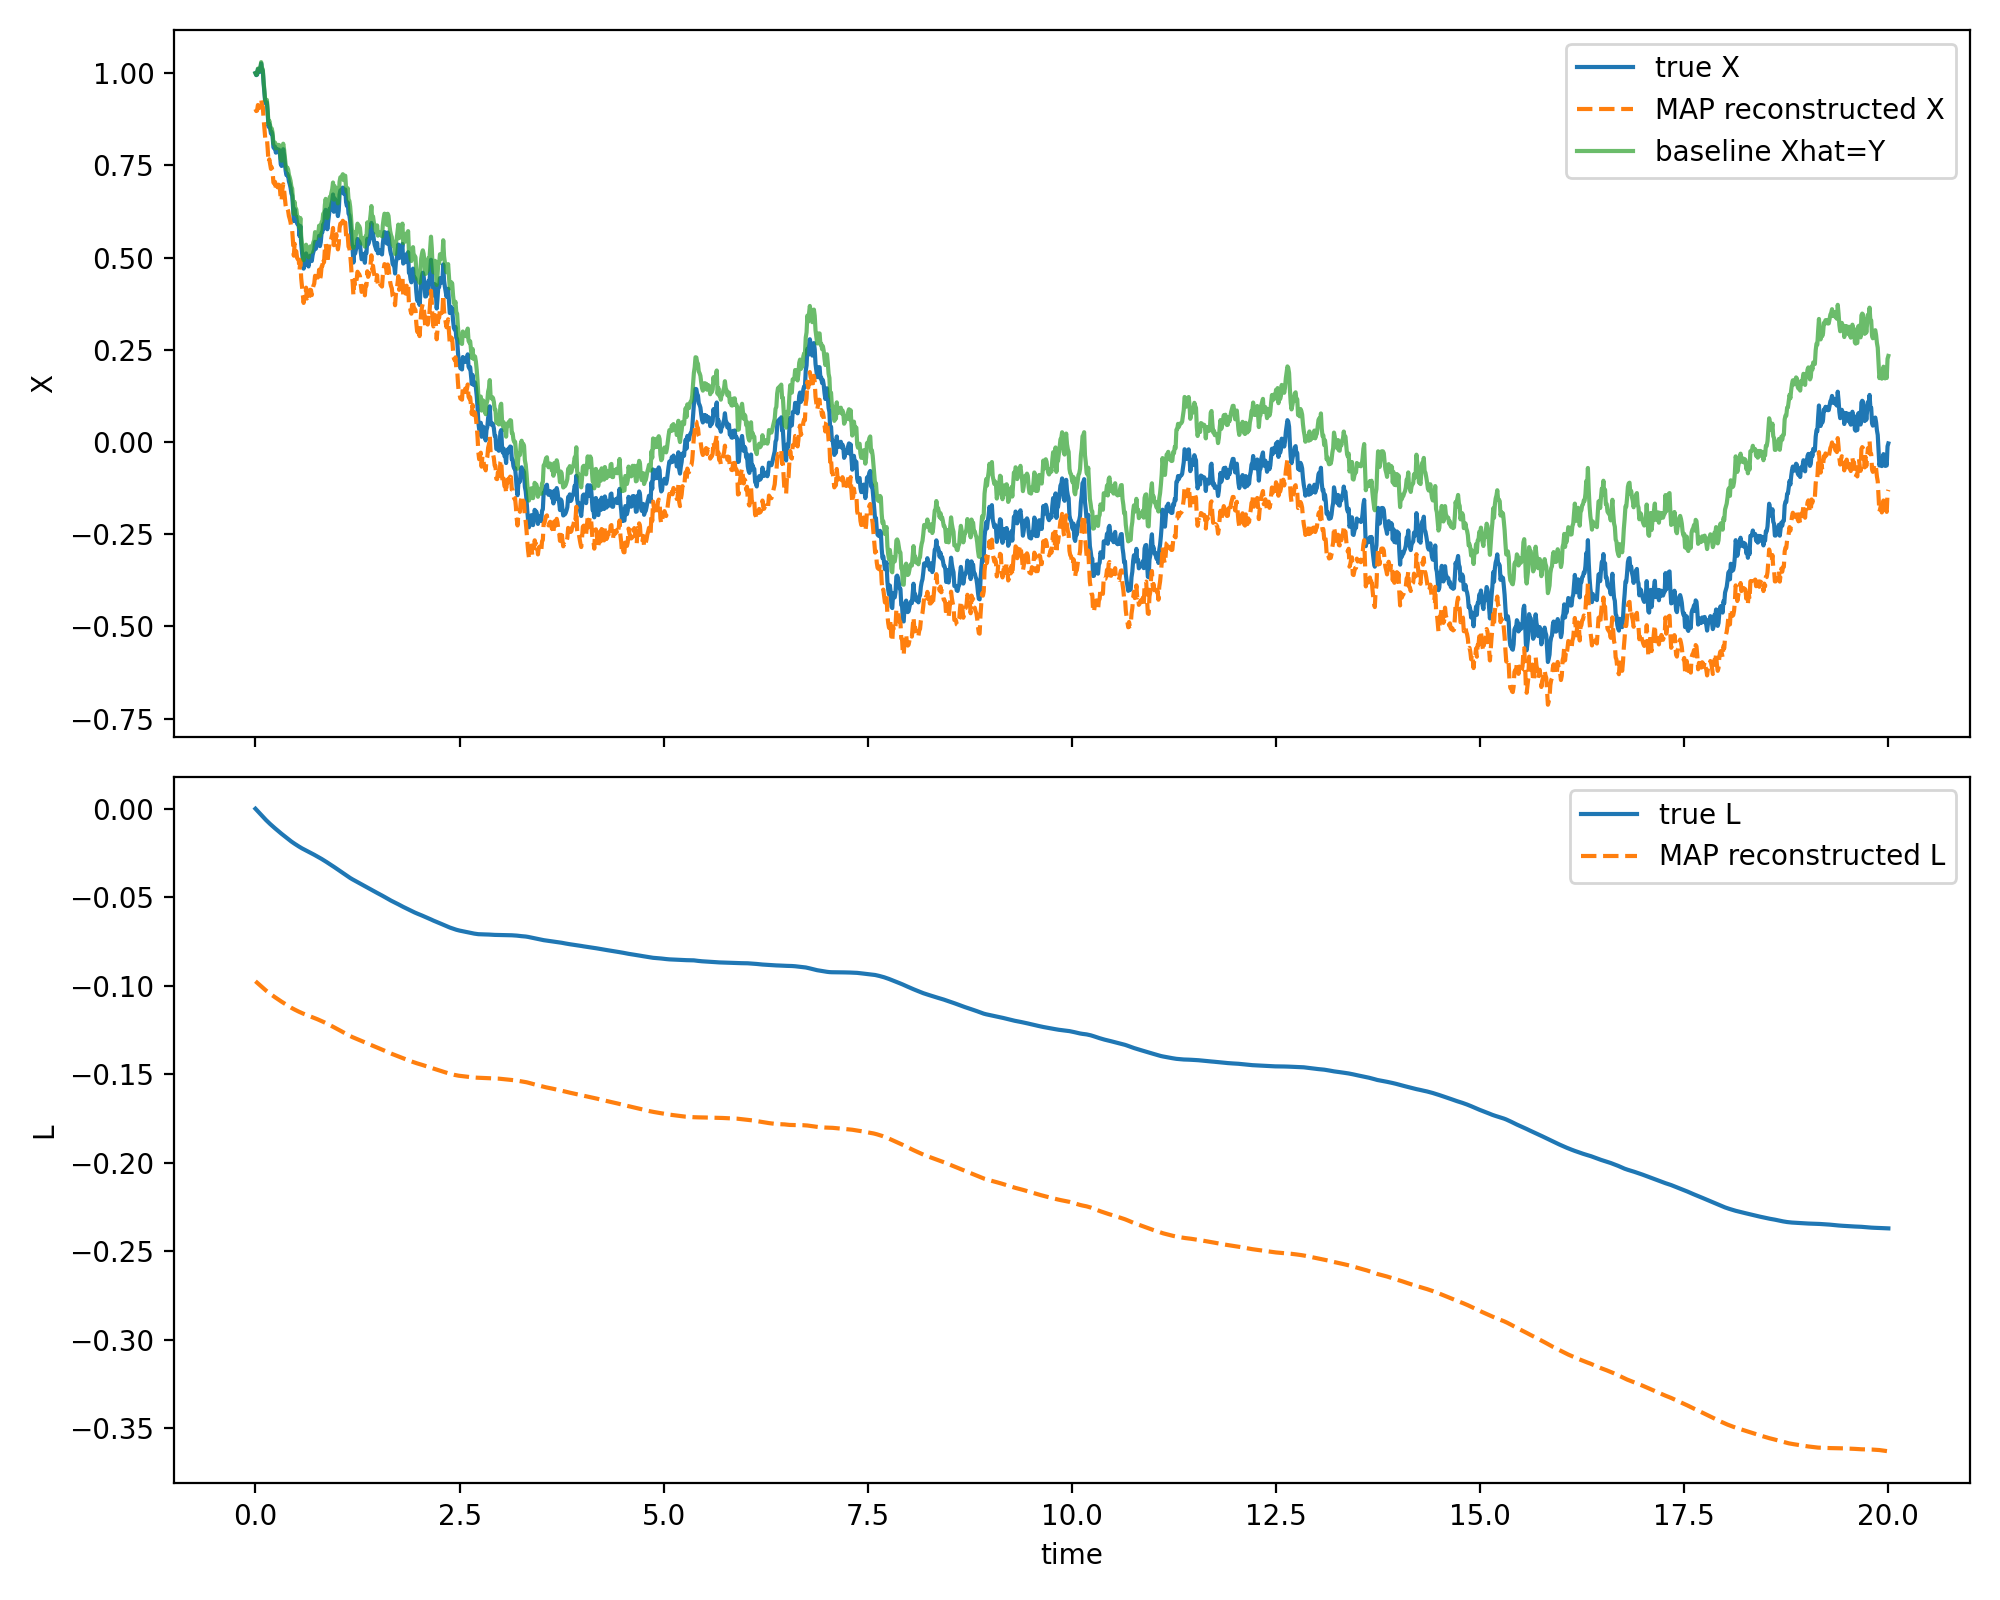 true X
MAP reconstructed X
baseline Xhat=Y
1.00
0.75
0.50
0.25
0.00
−0.25
−0.50
−0.75
X
true L
MAP reconstructed L
0.00
−0.05
−0.10
−0.15
−0.20
−0.25
−0.30
−0.35
L
0.0 2.5 5.0 7.5 10.0 12.5 15.0 17.5 20.0
time